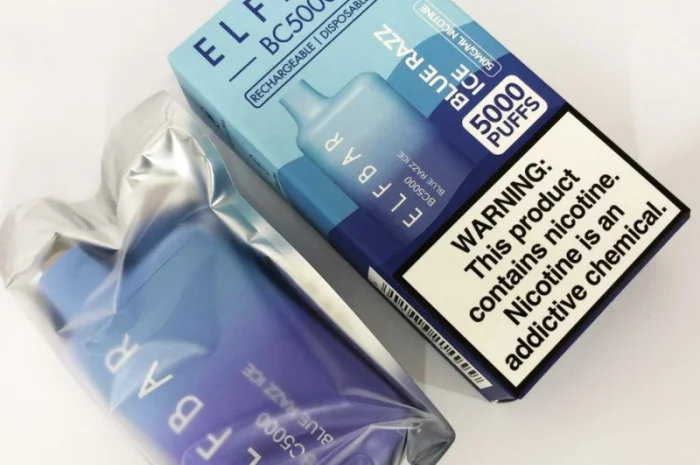 ELF
BC5000
RECHARGEABLE | DISPOSABLE
50MG/ML NICOTINE
BLUE RAZZ
ICE
5000
PUFFS
ELFBAR
BC5000
BLUE RAZZ ICE
WARNING:
This product
contains nicotine.
Nicotine is an
addictive chemical.
ELFBAR
BC5000
BLUE RAZZ ICE